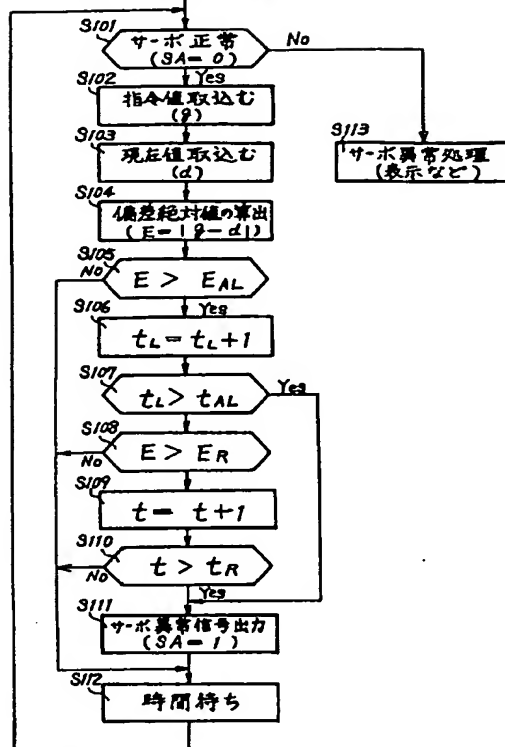 S101
サーボ正常
(SA=0)
No
Yes
S102
指令値取込む
(g)
S103
現在値取込む
(d)
S113
サーボ異常処理
(表示など)
S104
偏差絶対値の算出
(E=|g-d|)
S105
No
E > EAL
Yes
S106
tL=tL+1
S107
tL>tAL
Yes
S108
No
E > ER
S109
t=t+1
S110
No
t>tR
Yes
S111
サーボ異常信号出力
(SA=1)
S112
時間待ち